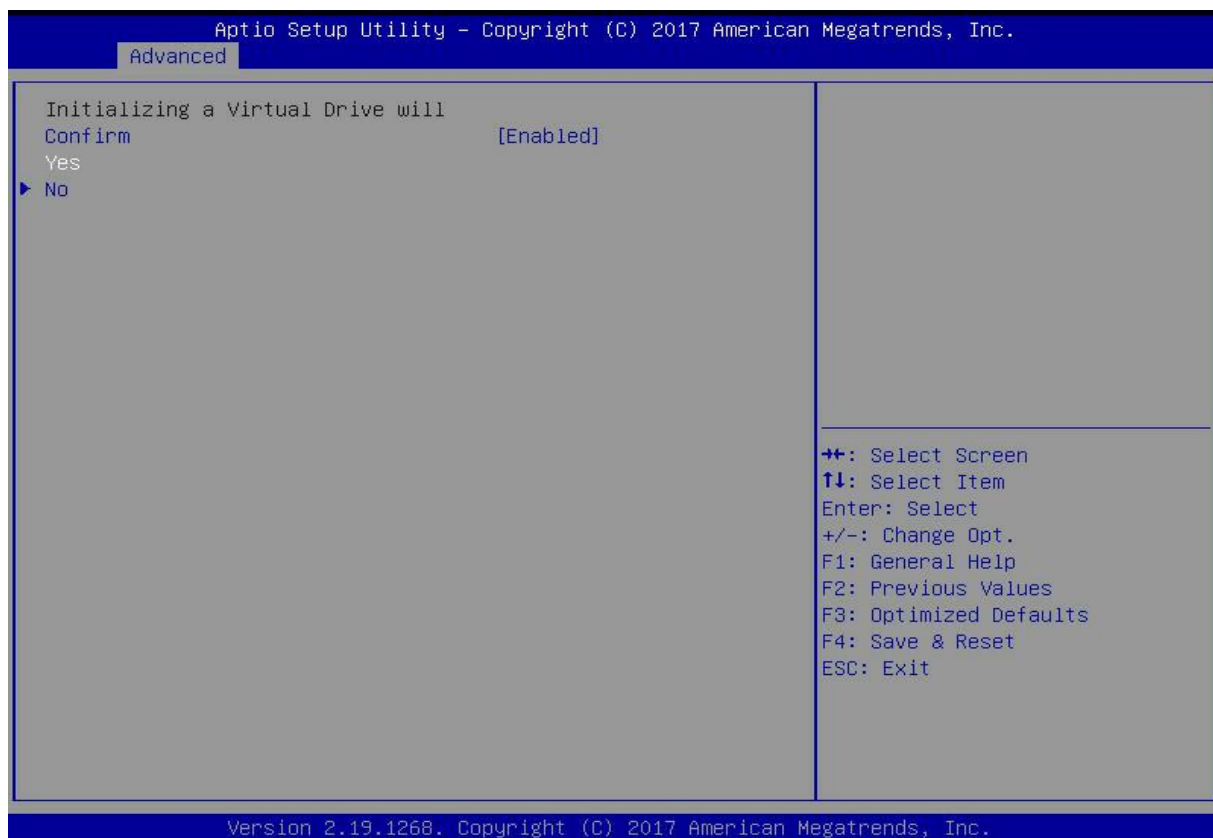 Aptio Setup Utility – Copyright (C) 2017 American Megatrends, Inc.
Advanced
Initializing a Virtual Drive will
Confirm [Enabled]
Yes
▶ No
→←: Select Screen
↑↓: Select Item
Enter: Select
+/-: Change Opt.
F1: General Help
F2: Previous Values
F3: Optimized Defaults
F4: Save & Reset
ESC: Exit
Version 2.19.1268. Copyright (C) 2017 American Megatrends, Inc.